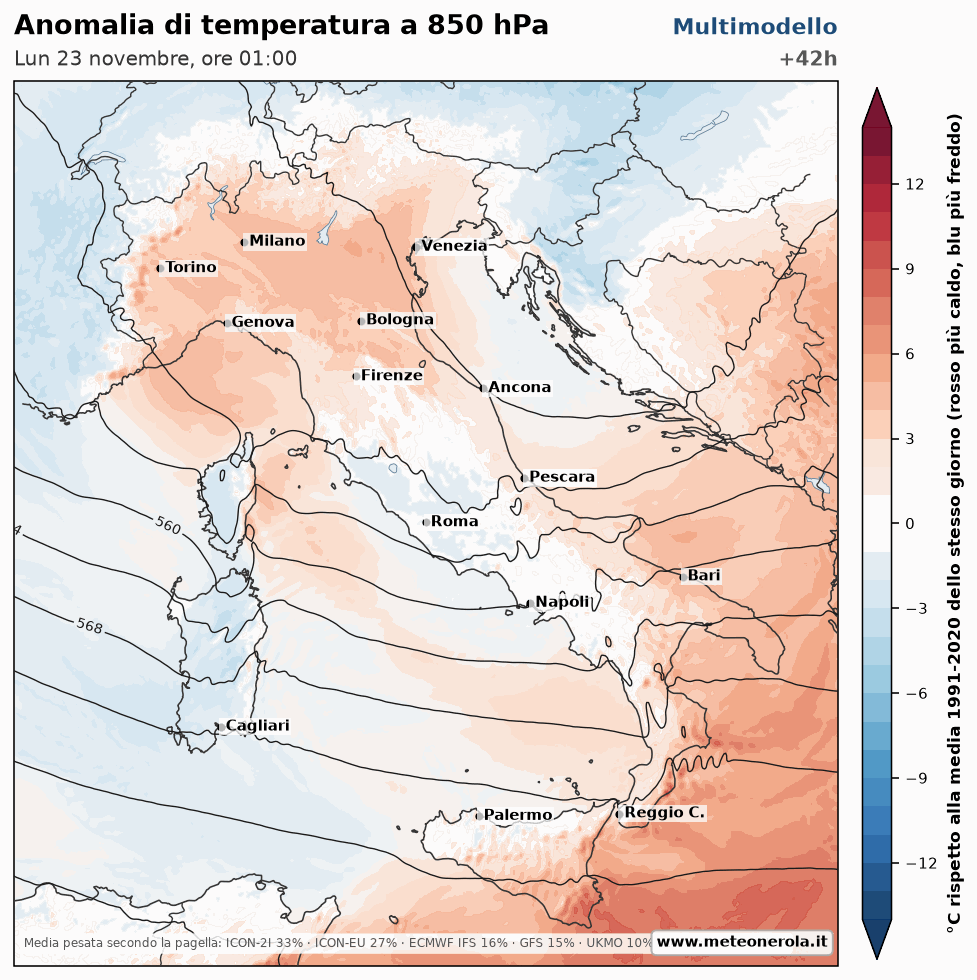 Anomalia di temperatura a 850 hPa
Multimodello
Lun 23 novembre, ore 01:00
+42h
Milano
Venezia
Torino
Genova
Bologna
Firenze
Ancona
Pescara
560
Roma
Bari
Napoli
568
Cagliari
Palermo
Reggio C.
Media pesata secondo la pagella: ICON-2I 33% · ICON-EU 27% · ECMWF IFS 16% · GFS 15% · UKMO 10%
www.meteonerola.it
12
9
6
3
0
−3
−6
−9
−12
°C rispetto alla media 1991-2020 dello stesso giorno (rosso più caldo, blu più freddo)